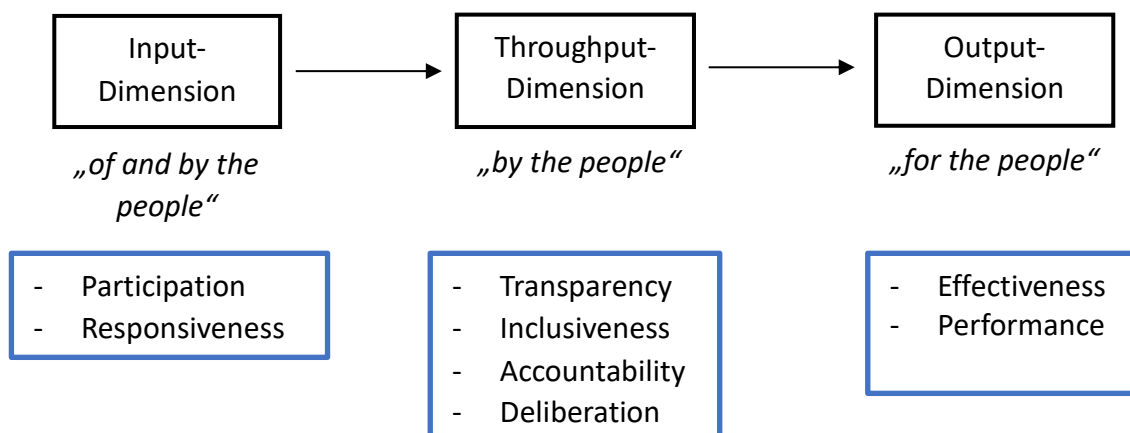 Input-
Dimension
Throughput-
Dimension
Output-
Dimension
„of and by the
people“
„by the people“
„for the people“
- Participation
- Responsiveness
- Transparency
- Inclusiveness
- Accountability
- Deliberation
- Effectiveness
- Performance